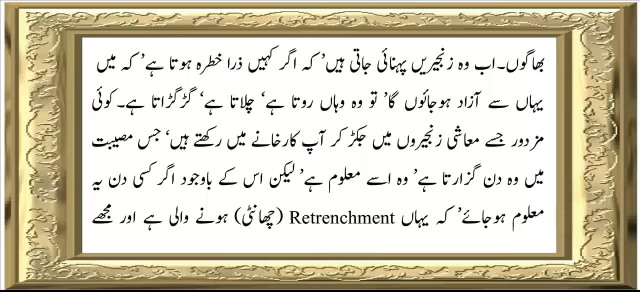 بھاگوں۔ اب وہ زنجیریں پہنائی جاتی ہیں’ کہ اگر کہیں ذرا خطرہ ہوتا ہے’ کہ میں
یہاں سے آزاد ہوجائوں گا’ تو وہ وہاں روتا ہے‘ چلاتا ہے‘ گڑگڑاتا ہے۔ کوئی
مزدور جسے معاشی زنجیروں میں جکڑ کر آپ کارخانے میں رکھتے ہیں‘ جس مصیبت
میں وہ دن گزارتا ہے’ وہ اسے معلوم ہے’ لیکن اس کے باوجود اگر کسی دن یہ
معلوم ہوجائے’ کہ یہاں Retrenchment (چھانٹی) ہونے والی ہے اور مجھے